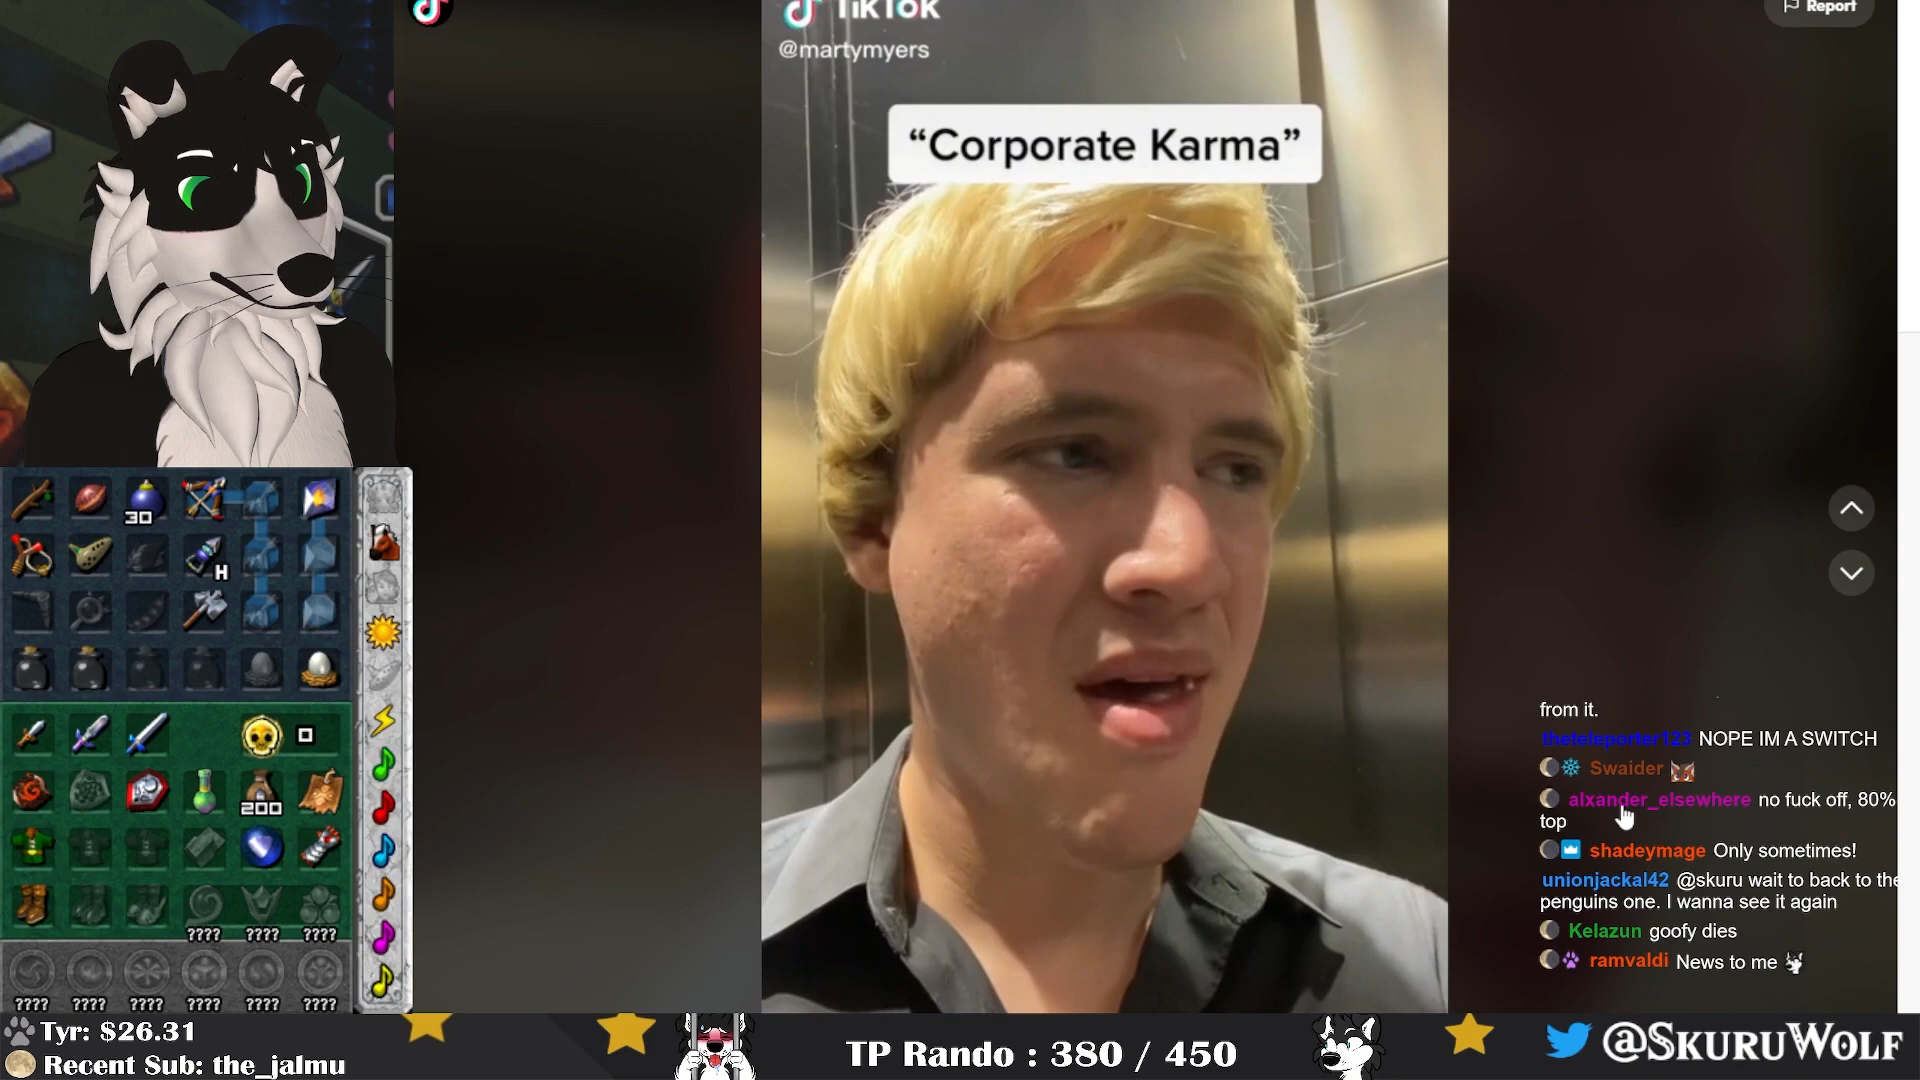 TikTok
Report
@martymyers
"Corporate Karma"
30
H
0
200
???? ???? ????
???? ???? ???? ???? ???? ????
from it.
theteleporter123 NOPE IM A SWITCH
Swaider
alxander_elsewhere no fuck off, 80%
top
shadeymage Only sometimes!
unionjackal42 @skuru wait to back to the
penguins one. I wanna see it again
Kelazun goofy dies
ramvaldi News to me
Tyr: $26.31
Recent Sub: the_jalmu
TP Rando : 380 / 450
@SkuruWolf